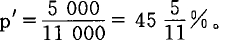 p′ = 5 000/11 000 = 45 5/11 %。